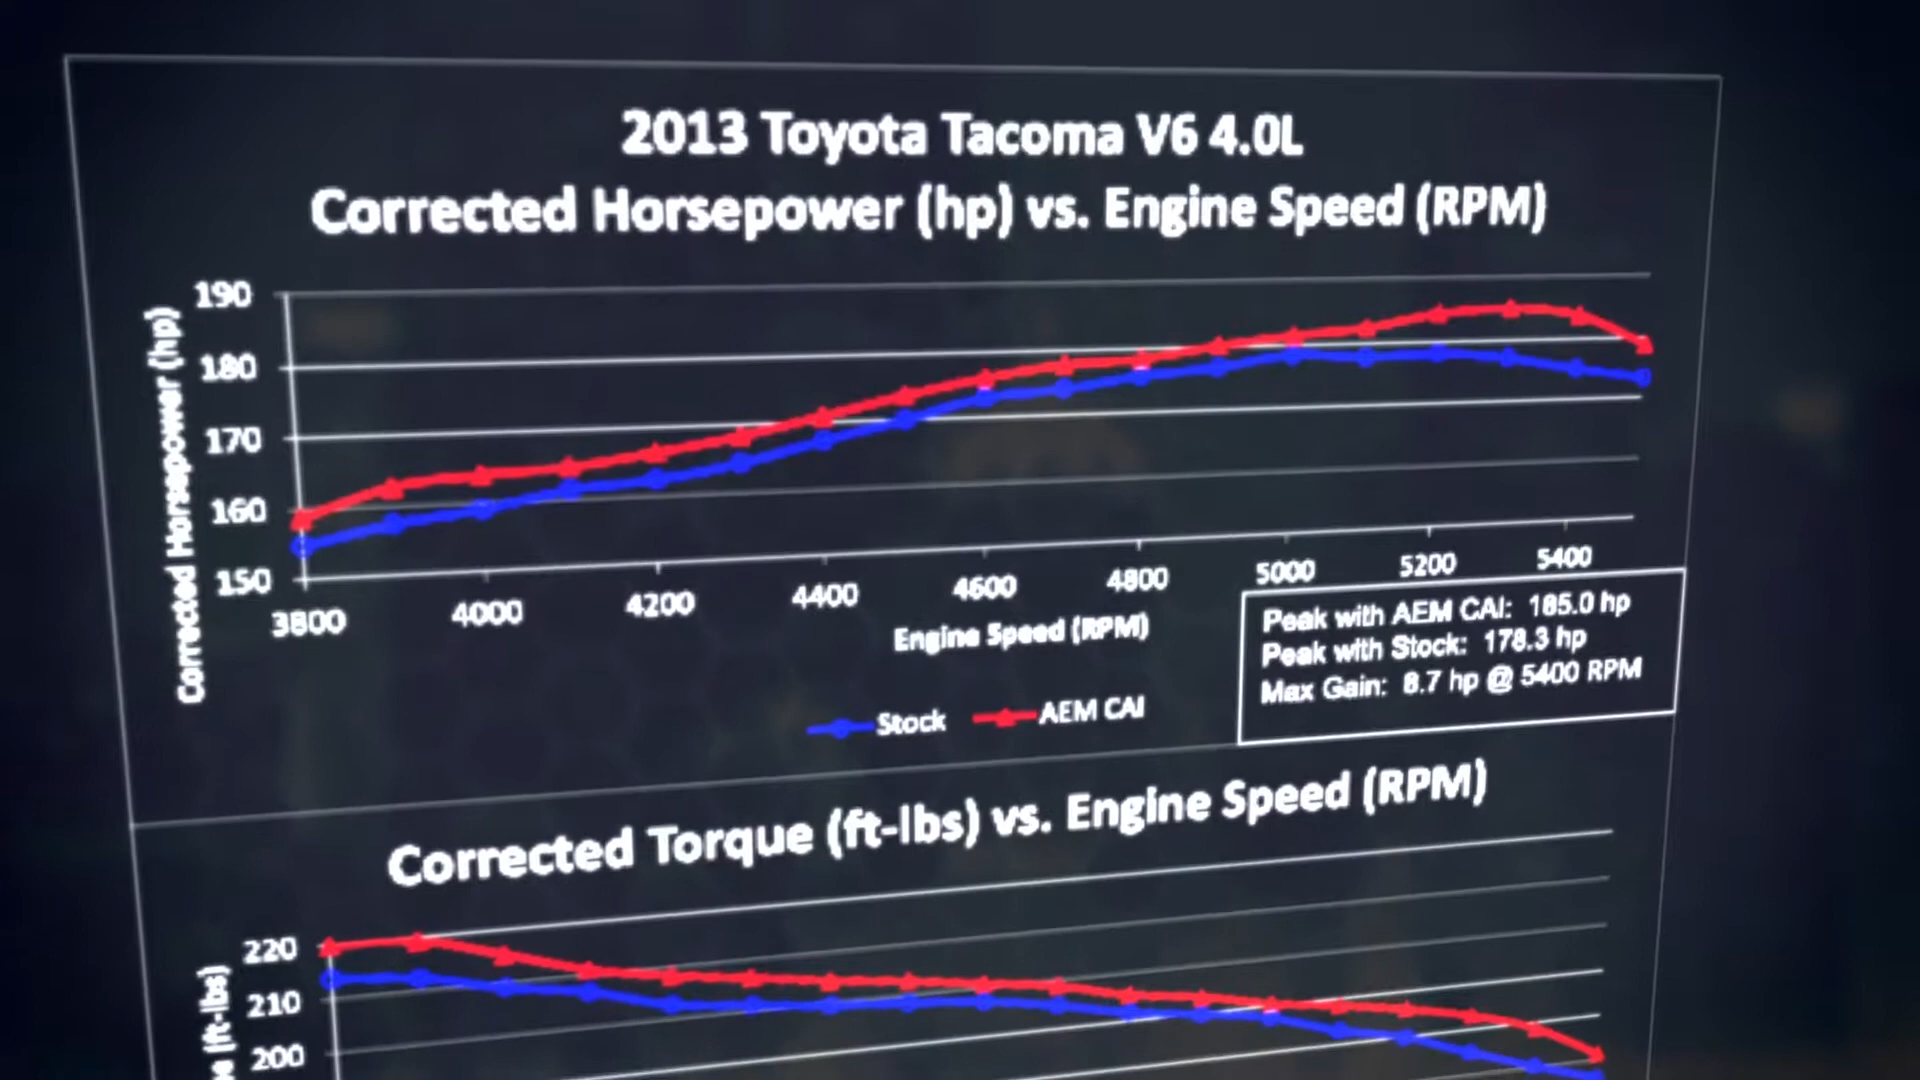 2013 Toyota Tacoma V6 4.0L
Corrected Horsepower (hp) vs. Engine Speed (RPM)
Corrected Horsepower (hp)
190
180
170
160
150
3800 4000 4200 4400 4600 4800 5000 5200 5400
Engine Speed (RPM)
Stock AEM CAI
Peak with AEM CAI: 185.0 hp
Peak with Stock: 178.3 hp
Max Gain: 8.7 hp @ 5400 RPM
Corrected Torque (ft-lbs) vs. Engine Speed (RPM)
(ft-lbs)
220
210
200